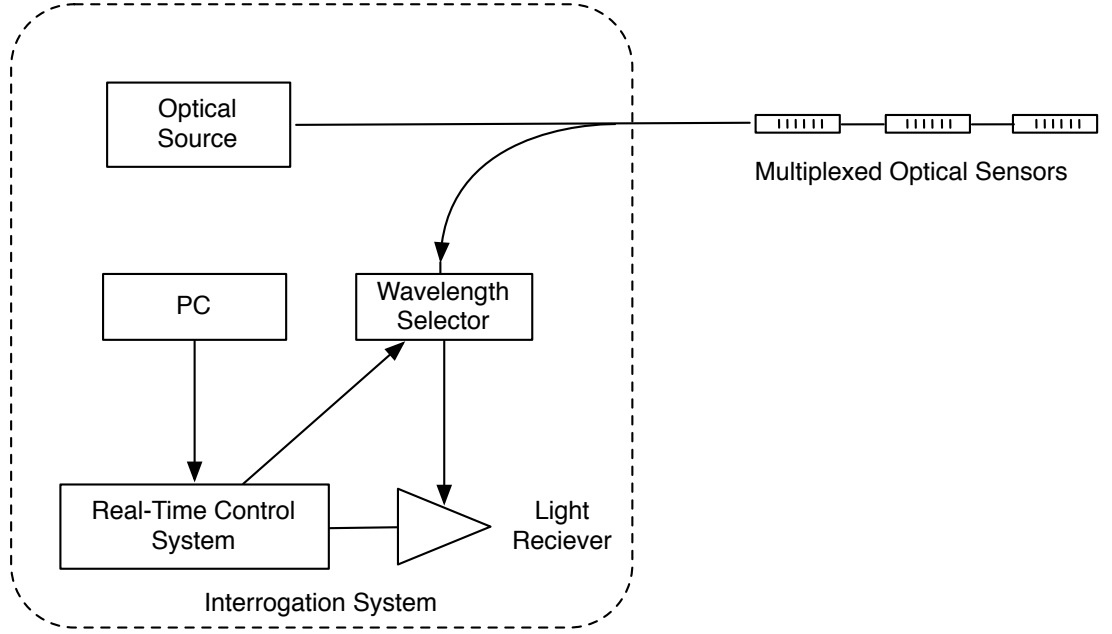 Optical
Source
Multiplexed Optical Sensors
PC
Wavelength
Selector
Real-Time Control
System
Light
Reciever
Interrogation System